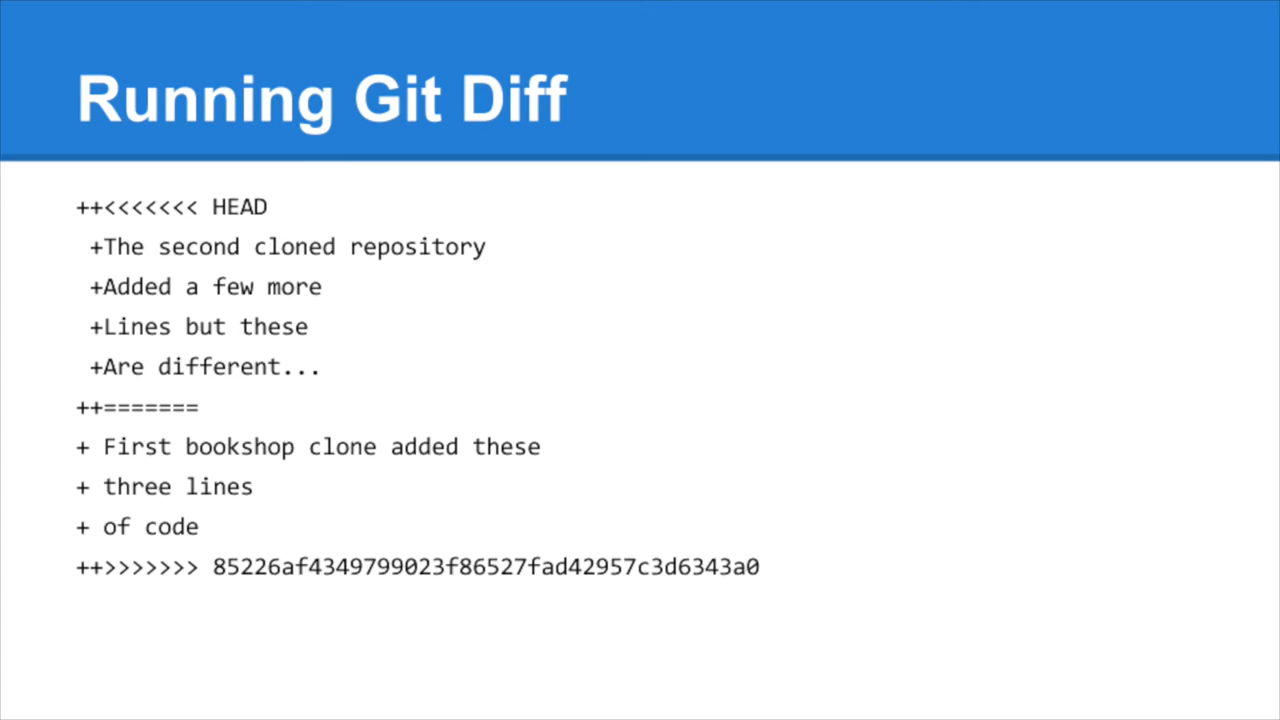 Running Git Diff
++<<<<<<< HEAD
 +The second cloned repository
 +Added a few more
 +Lines but these
 +Are different...
++=======
+ First bookshop clone added these
+ three lines
+ of code
++>>>>>>> 85226af4349799023f86527fad42957c3d6343a0